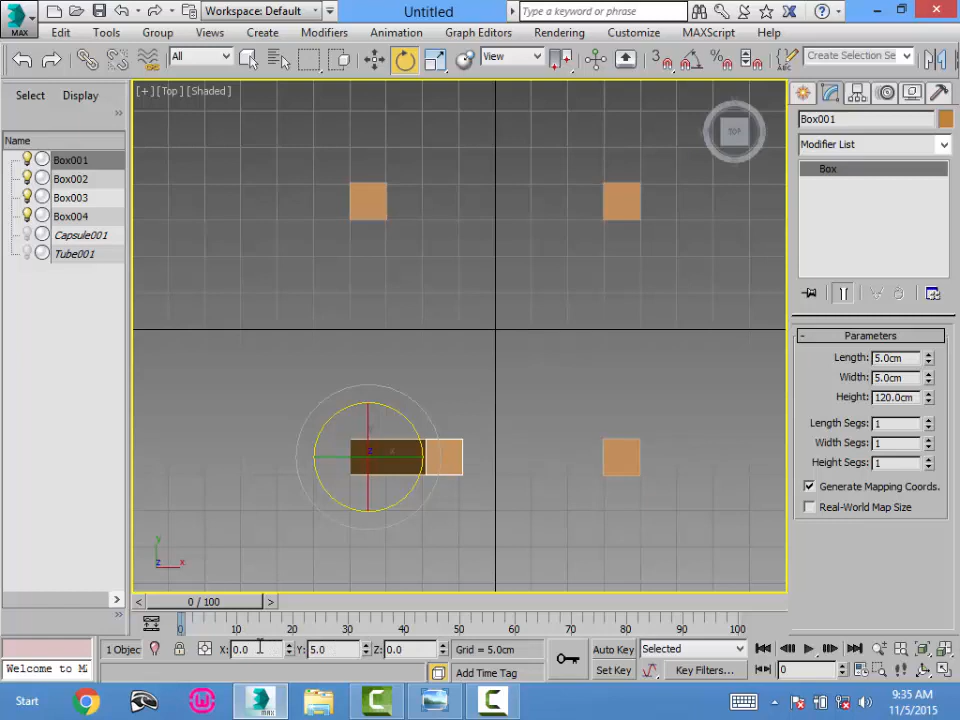 Workspace: Default
Untitled
Type a keyword or phrase
MAX
Edit Tools Group Views Create Modifiers Animation Graph Editors Rendering Customize MAXScript Help
All
View
3
Create Selection Se
Select Display
Name
Box001
Box002
Box003
Box004
Capsule001
Tube001
[+] [Top] [Shaded]
TOP
z x
y
z x
Box001
Modifier List
Box
- Parameters
Length: 5.0cm
Width: 5.0cm
Height: 120.0cm
Length Segs: 1
Width Segs: 1
Height Segs: 1
Generate Mapping Coords.
Real-World Map Size
< 0 / 100 >
0 10 20 30 40 50 60 70 80 90 100
1 Objec X: 0.0 Y: 5.0 Z: 0.0 Grid = 5.0cm
Auto Key Selected
Welcome to Mi
Add Time Tag
Set Key Key Filters... 0
Start
MAX
9:35 AM
11/5/2015